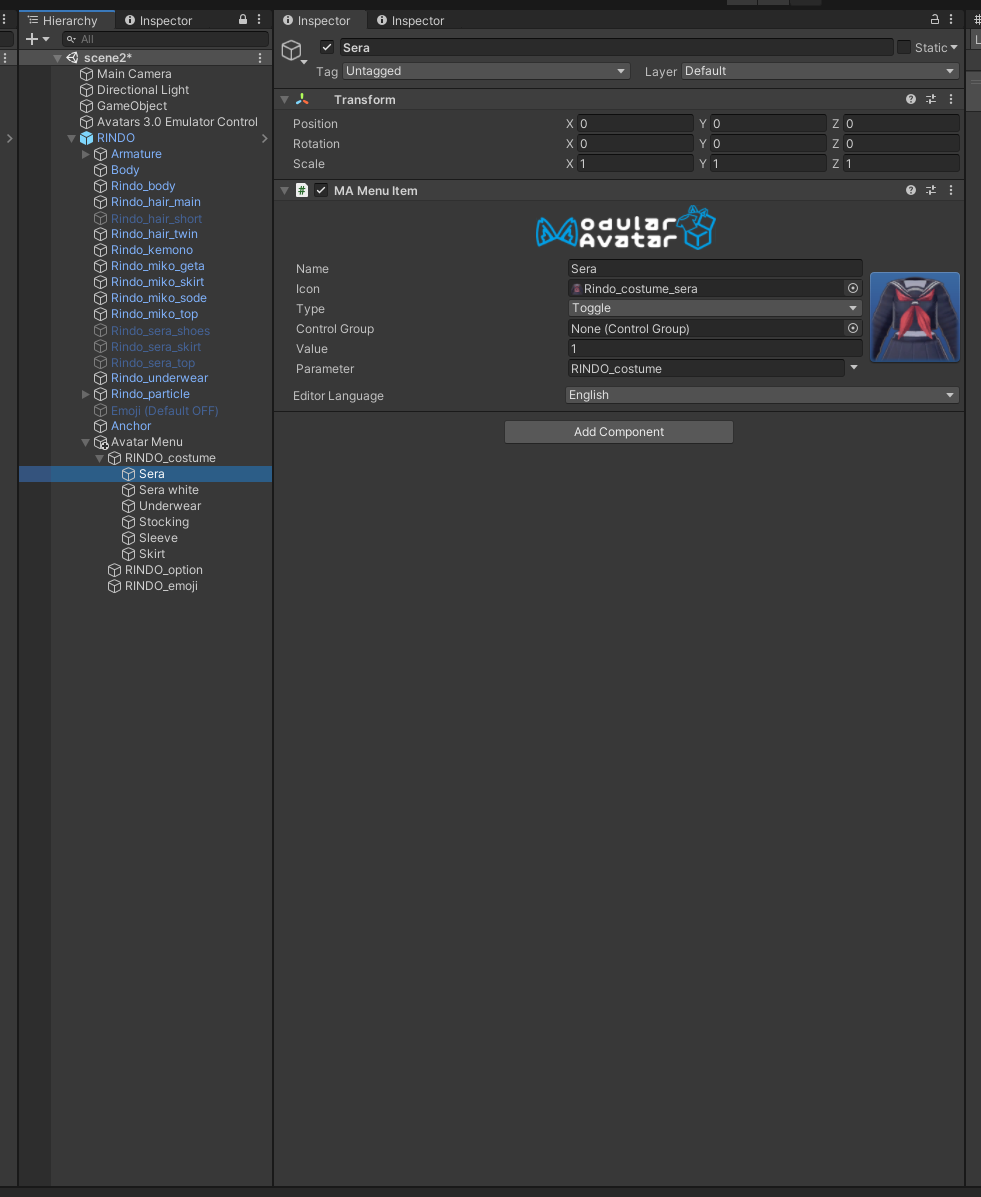 Hierarchy
Inspector
All
scene2*
Main Camera
Directional Light
GameObject
Avatars 3.0 Emulator Control
RINDO
Armature
Body
Rindo_body
Rindo_hair_main
Rindo_hair_short
Rindo_hair_twin
Rindo_kemono
Rindo_miko_geta
Rindo_miko_skirt
Rindo_miko_sode
Rindo_miko_top
Rindo_sera_shoes
Rindo_sera_skirt
Rindo_sera_top
Rindo_underwear
Rindo_particle
Emoji (Default OFF)
Anchor
Avatar Menu
RINDO_costume
Sera
Sera white
Underwear
Stocking
Sleeve
Skirt
RINDO_option
RINDO_emoji
Inspector
Inspector
Sera
Static
Tag Untagged
Layer Default
Transform
Position X 0 Y 0 Z 0
Rotation X 0 Y 0 Z 0
Scale X 1 Y 1 Z 1
# MA Menu Item
Modular
Avatar
Name Sera
Icon Rindo_costume_sera
Type Toggle
Control Group None (Control Group)
Value 1
Parameter RINDO_costume
Editor Language English
Add Component